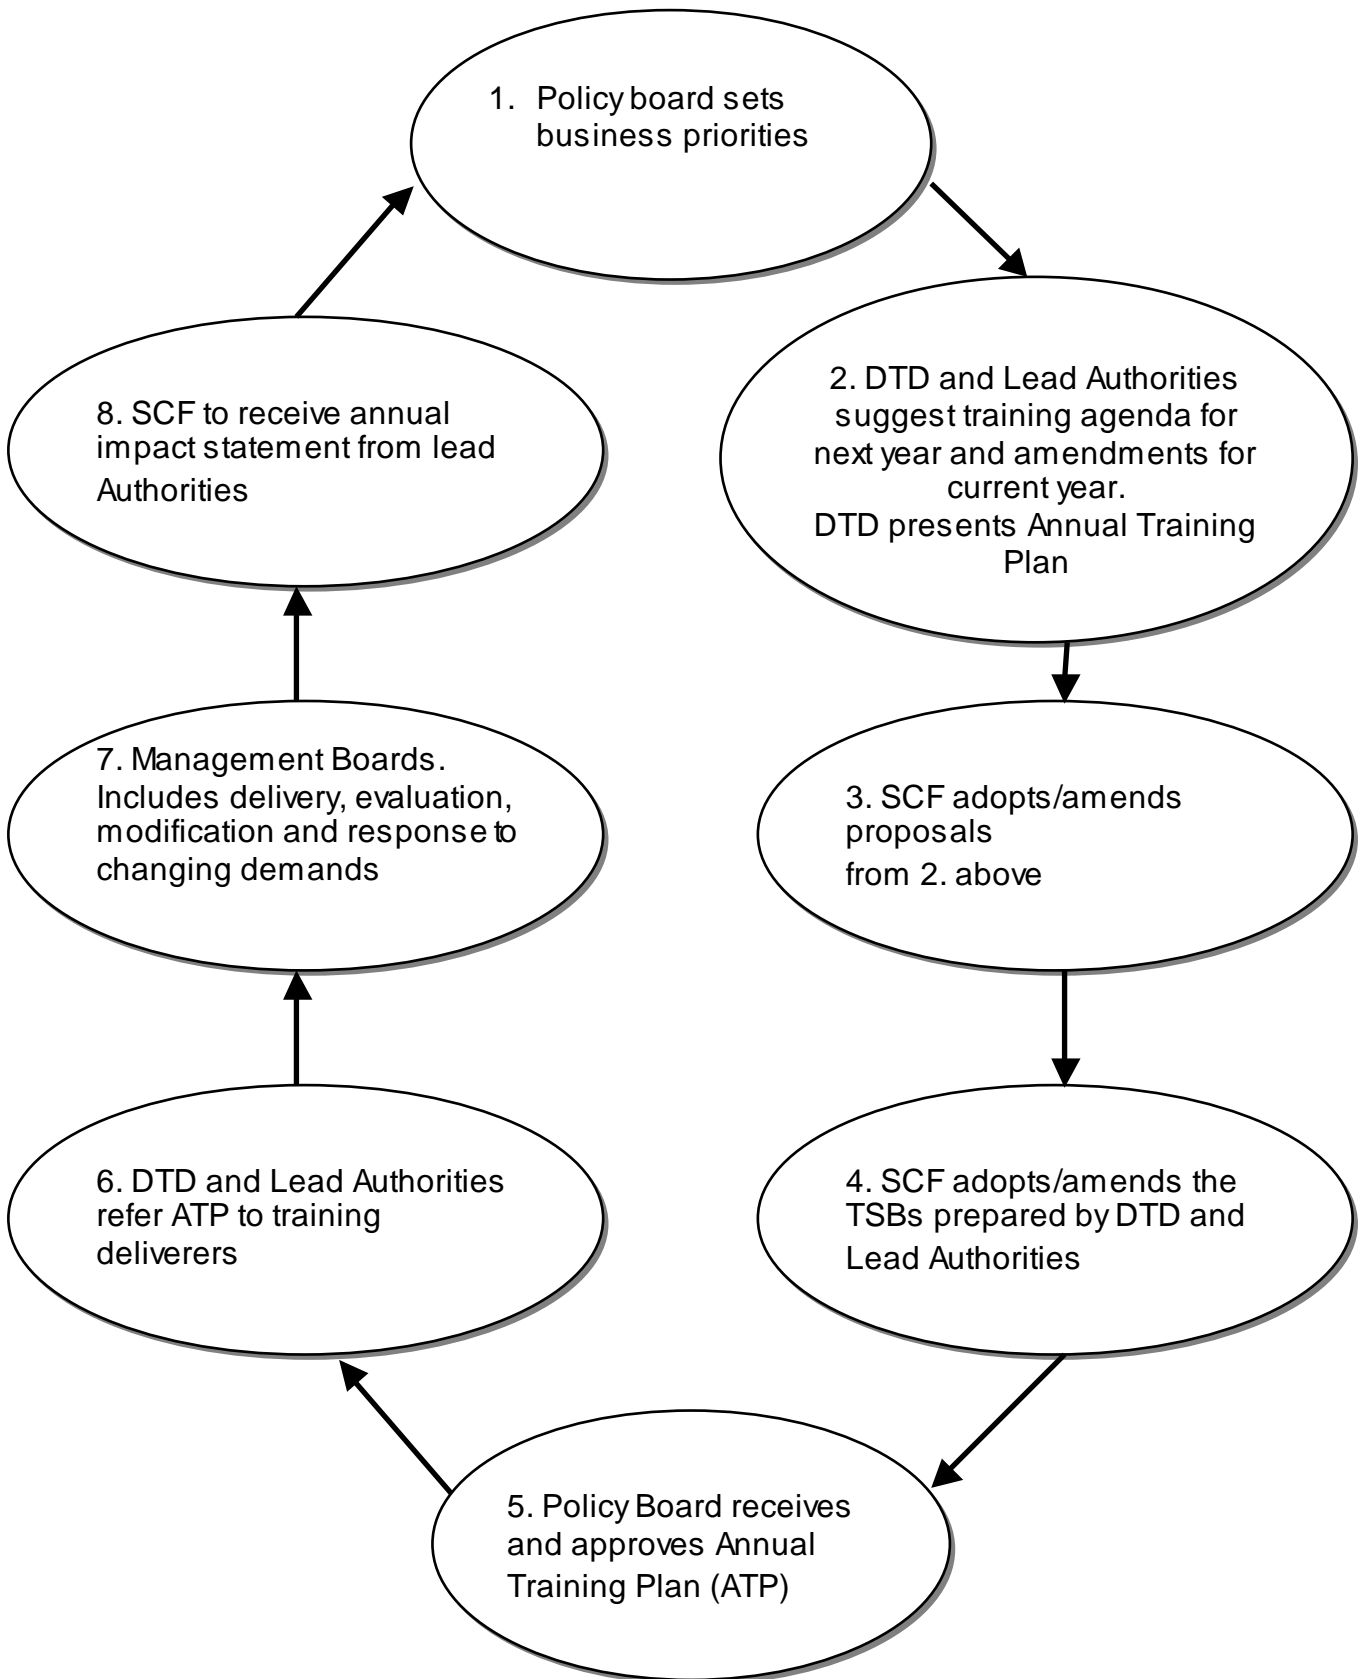 1. Policy board sets
business priorities
2. DTD and Lead Authorities
suggest training agenda for
next year and amendments for
current year.
DTD presents Annual Training
Plan
3. SCF adopts/amends
proposals
from 2. above
4. SCF adopts/amends the
TSBs prepared by DTD and
Lead Authorities
5. Policy Board receives
and approves Annual
Training Plan (ATP)
6. DTD and Lead Authorities
refer ATP to training
deliverers
7. Management Boards.
Includes delivery, evaluation,
modification and response to
changing demands
8. SCF to receive annual
impact statement from lead
Authorities